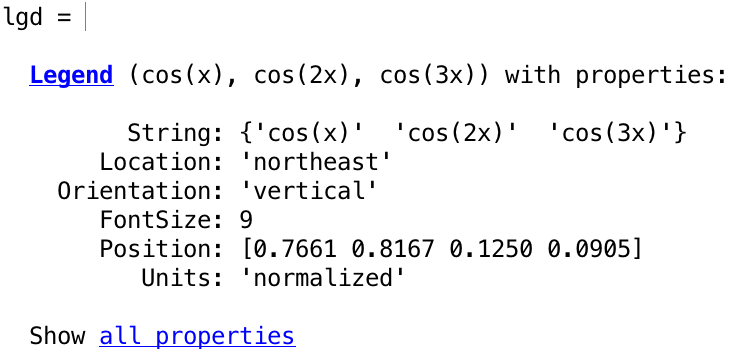 lgd =
Legend (cos(x), cos(2x), cos(3x)) with properties:
String: {'cos(x)'  'cos(2x)'  'cos(3x)'}
Location: 'northeast'
Orientation: 'vertical'
FontSize: 9
Position: [0.7661 0.8167 0.1250 0.0905]
Units: 'normalized'
Show all properties